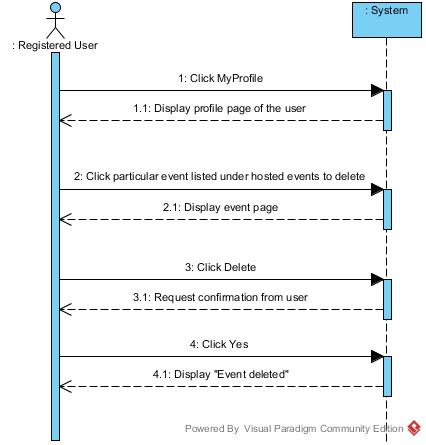 : System
: Registered User
1: Click MyProfile
1.1: Display profile page of the user
2: Click particular event listed under hosted events to delete
2.1: Display event page
3: Click Delete
3.1: Request confirmation from user
4: Click Yes
4.1: Display "Event deleted"
Powered By Visual Paradigm Community Edition